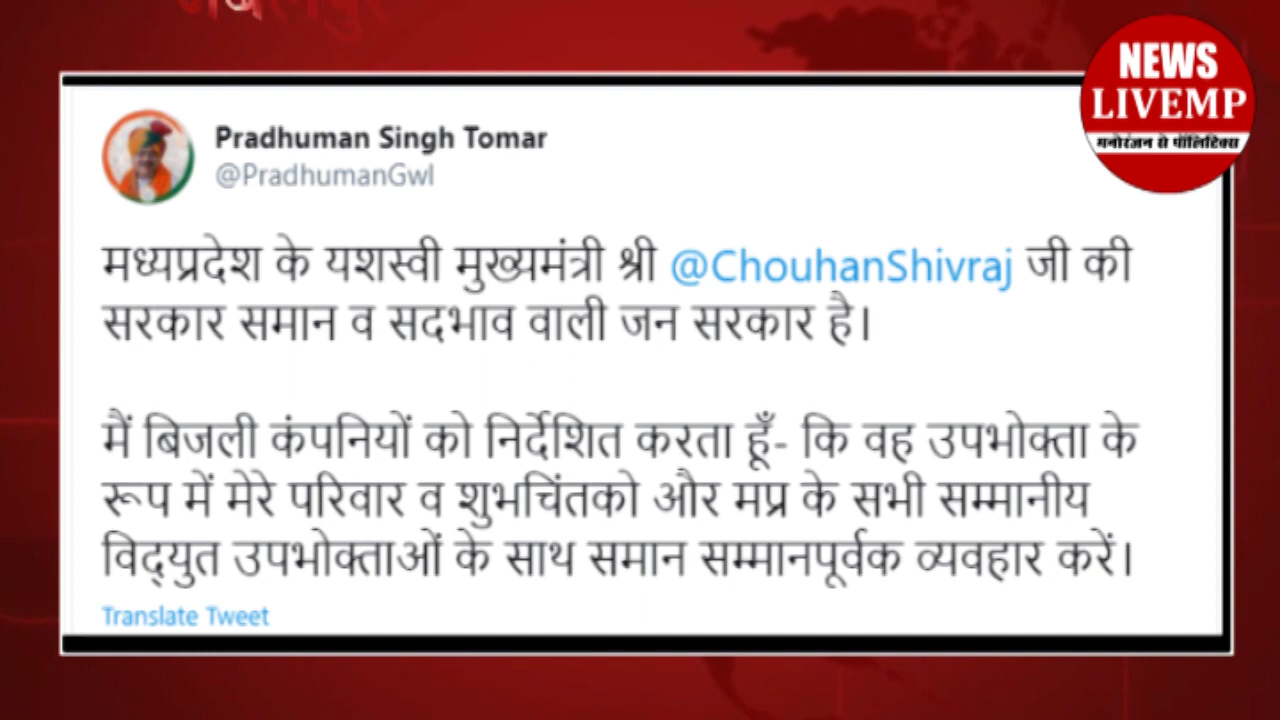 जबलपुर
NEWS
LIVEMP
मनोरंजन से पॉलिटिक्स
Pradhuman Singh Tomar
@PradhumanGwl
मध्यप्रदेश के यशस्वी मुख्यमंत्री श्री @ChouhanShivraj जी की
सरकार समान व सदभाव वाली जन सरकार है।
मैं बिजली कंपनियों को निर्देशित करता हूँ- कि वह उपभोक्ता के
रूप में मेरे परिवार व शुभचिंतको और मप्र के सभी सम्मानीय
विद्युत उपभोक्ताओं के साथ समान सम्मानपूर्वक व्यवहार करें।
Translate Tweet